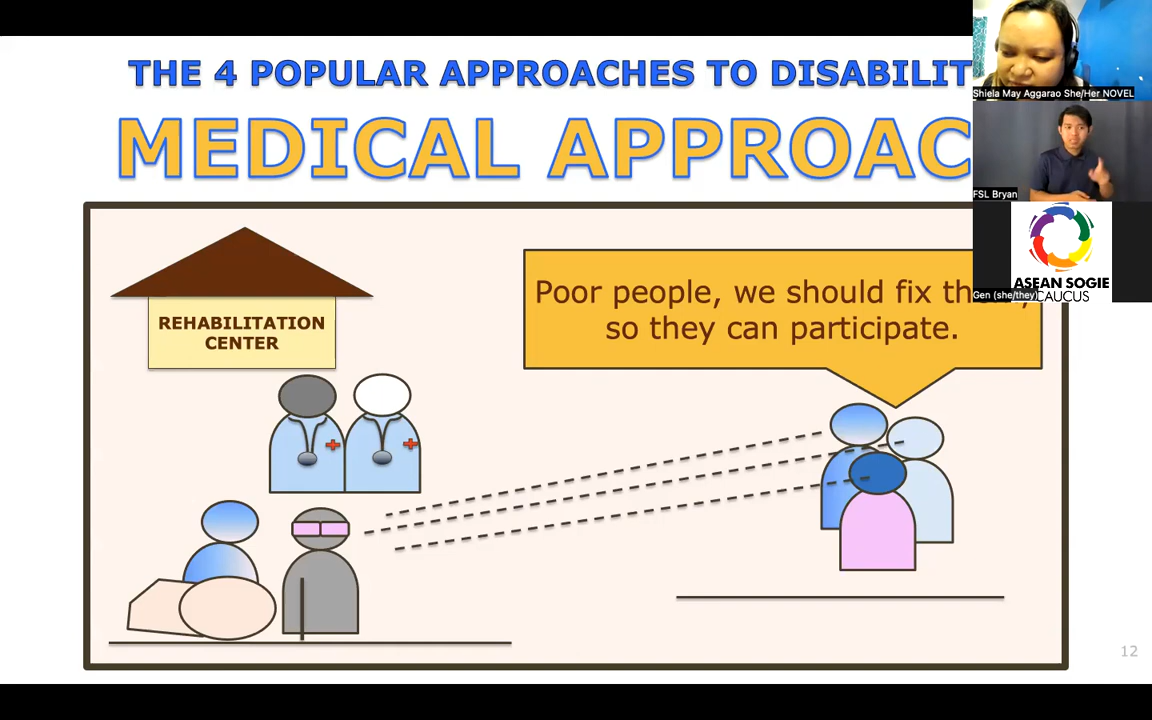 THE 4 POPULAR APPROACHES TO DISABILIT
MEDICAL APPROAC
Shiela May Aggarao She/Her NOVEL
FSL Bryan
ASEAN SOGIE
CAUCUS
Gen (she/they)
REHABILITATION
CENTER
Poor people, we should fix
so they can participate.
12